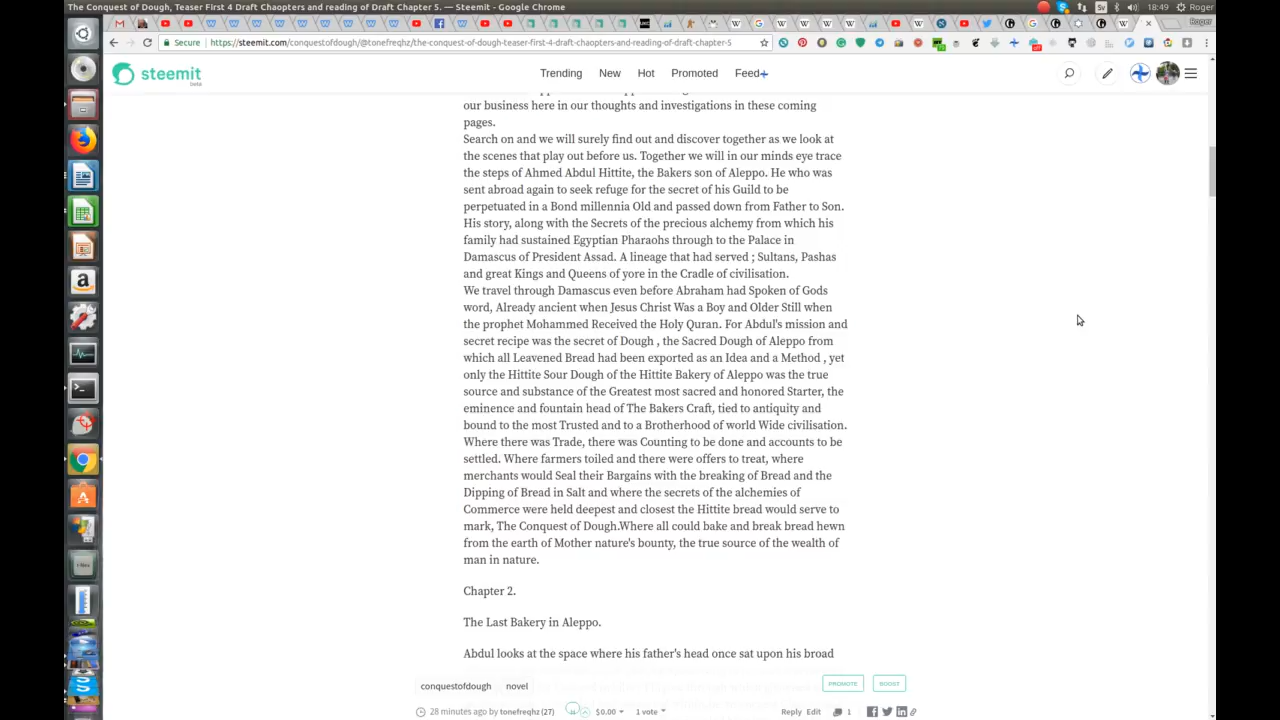 The Conquest of Dough, Teaser First 4 Draft Chaopters and reading of Draft Chapter 5. — Steemit - Google Chrome
Sv
18:49
Roger
Roger
Secure
https://steemit.com/conquestofdough/@tonefreqhz/the-conquest-of-dough-teaser-first-4-draft-chaopters-and-reading-of-draft-chapter-5
steemit
beta
Trending
New
Hot
Promoted
Feed
our business here in our thoughts and investigations in these coming
pages.
Search on and we will surely find out and discover together as we look at
the scenes that play out before us. Together we will in our minds eye trace
the steps of Ahmed Abdul Hittite, the Bakers son of Aleppo. He who was
sent abroad again to seek refuge for the secret of his Guild to be
perpetuated in a Bond millennia Old and passed down from Father to Son.
His story, along with the Secrets of the precious alchemy from which his
family had sustained Egyptian Pharaohs through to the Palace in
Damascus of President Assad. A lineage that had served ; Sultans, Pashas
and great Kings and Queens of yore in the Cradle of civilisation.
We travel through Damascus even before Abraham had Spoken of Gods
word, Already ancient when Jesus Christ Was a Boy and Older Still when
the prophet Mohammed Received the Holy Quran. For Abdul's mission and
secret recipe was the secret of Dough , the Sacred Dough of Aleppo from
which all Leavened Bread had been exported as an Idea and a Method , yet
only the Hittite Sour Dough of the Hittite Bakery of Aleppo was the true
source and substance of the Greatest most sacred and honored Starter, the
eminence and fountain head of The Bakers Craft, tied to antiquity and
bound to the most Trusted and to a Brotherhood of world Wide civilisation.
Where there was Trade, there was Counting to be done and accounts to be
settled. Where farmers toiled and there were offers to treat, where
merchants would Seal their Bargains with the breaking of Bread and the
Dipping of Bread in Salt and where the secrets of the alchemies of
Commerce were held deepest and closest the Hittite bread would serve to
mark, The Conquest of Dough.Where all could bake and break bread hewn
from the earth of Mother nature's bounty, the true source of the wealth of
man in nature.
Chapter 2.
The Last Bakery in Aleppo.
Abdul looks at the space where his father's head once sat upon his broad
conquestofdough
novel
PROMOTE
BOOST
28 minutes ago by tonefreqhz (27)
$0.00
1 vote
Reply
Edit
1